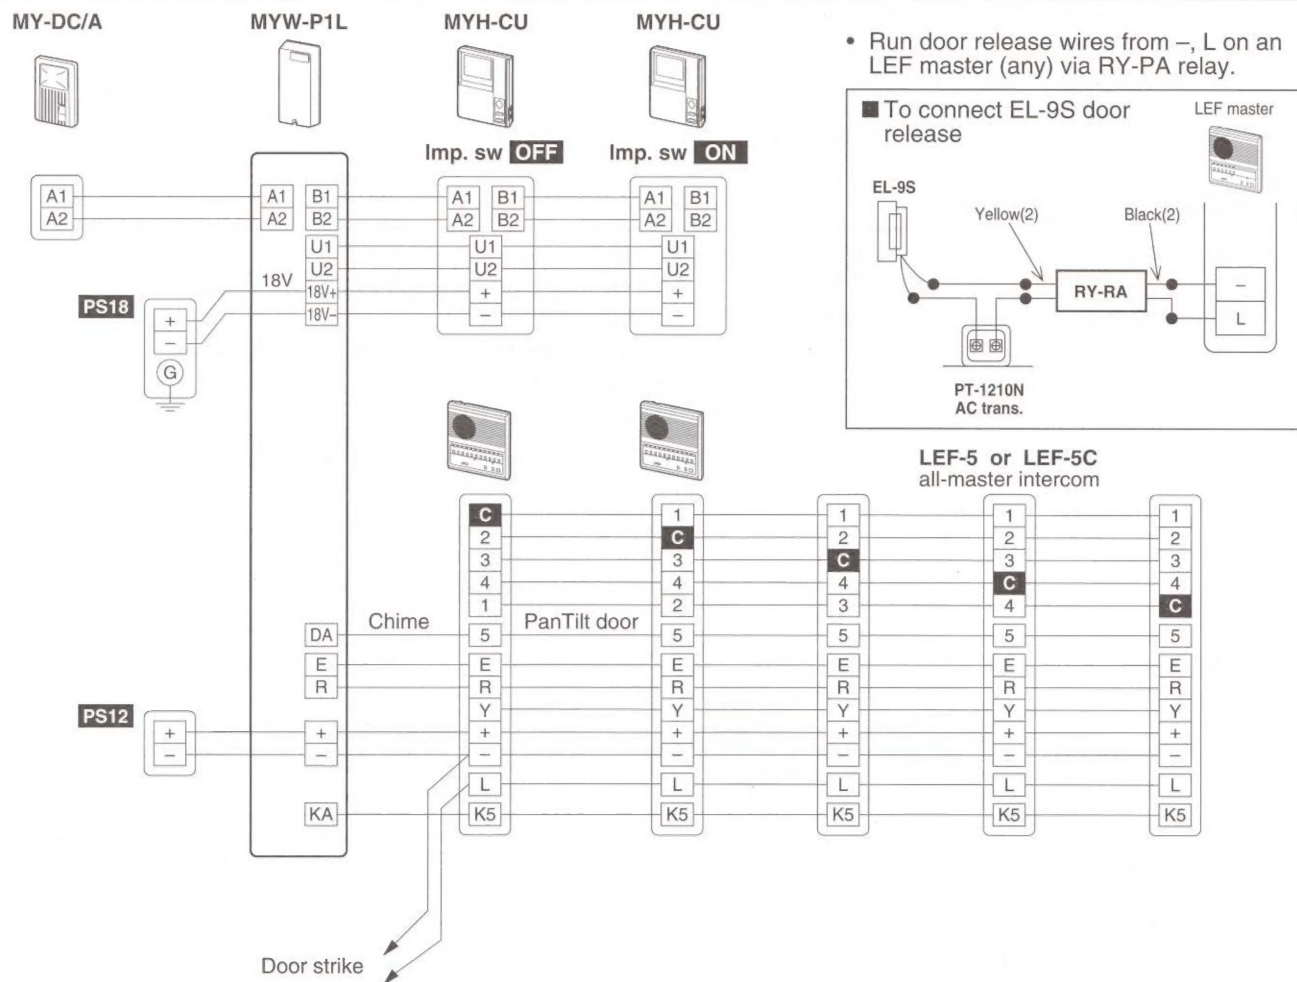 MY-DC/A MYW-P1L MYH-CU MYH-CU
• Run door release wires from –, L on an
LEF master (any) via RY-PA relay.
■ To connect EL-9S door
release
LEF master
EL-9S
Yellow(2) Black(2)
RY-RA
–
L
PT-1210N
AC trans.
Imp. sw OFF Imp. sw ON
A1 A1 B1 A1 B1 A1 B1
A2 A2 B2 A2 B2 A2 B2
U1 U1 U1
U2 U2 U2
18V
18V+ + +
18V– – –
PS18
+
–
G
LEF-5 or LEF-5C
all-master intercom
C 1 1 1 1
2 C 2 2 2
3 3 C 3 3
4 4 4 C 4
1 2 3 4 C
DA Chime 5 PanTilt door 5 5 5 5
E E E E E E
R R R R R R
Y Y Y Y Y
PS12
+ + + + + + +
– – – – – – –
L L L L L
KA K5 K5 K5 K5 K5
Door strike